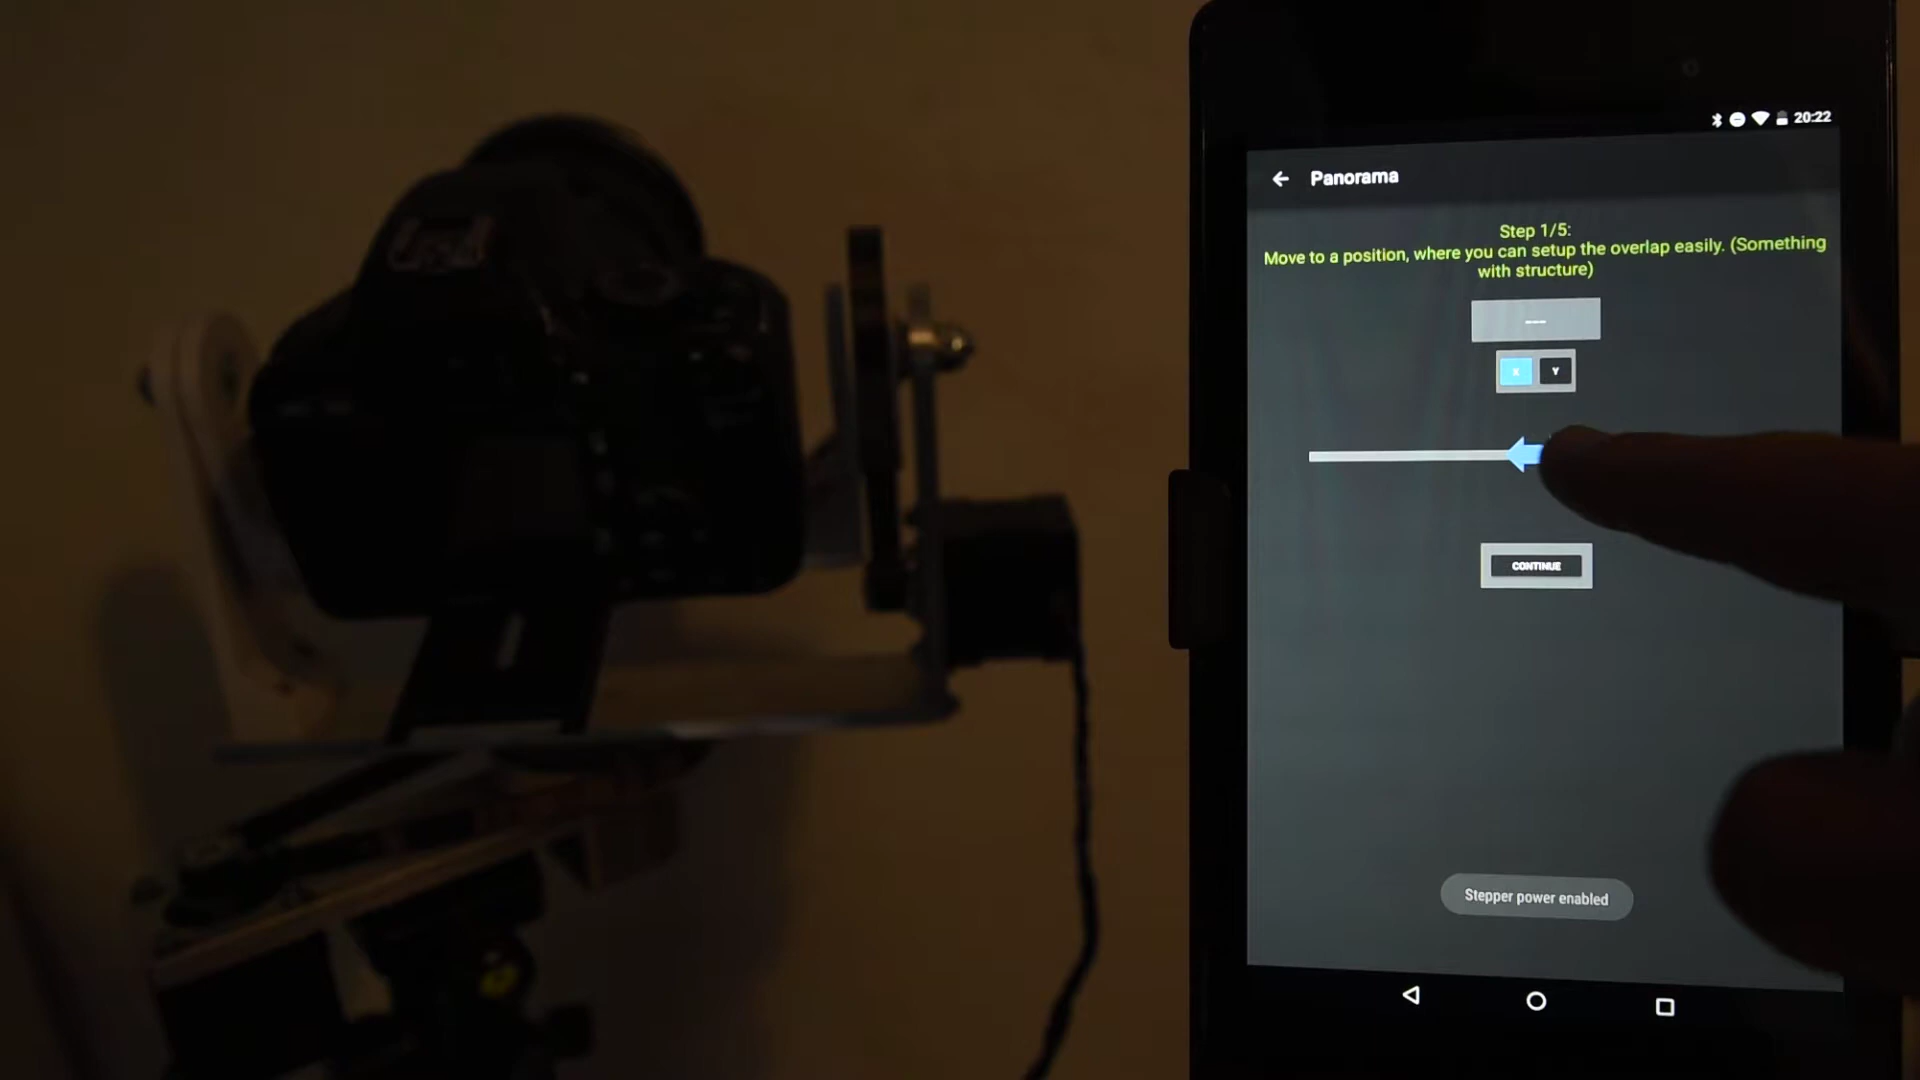 20:22
Panorama
Step 1/5:
Move to a position, where you can setup the overlap easily. (Something
with structure)
---
X Y
CONTINUE
Stepper power enabled